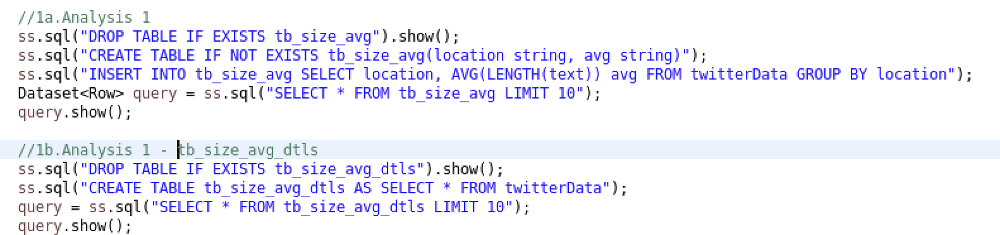 //1a.Analysis 1
ss.sql("DROP TABLE IF EXISTS tb_size_avg").show();
ss.sql("CREATE TABLE IF NOT EXISTS tb_size_avg(location string, avg string)");
ss.sql("INSERT INTO tb_size_avg SELECT location, AVG(LENGTH(text)) avg FROM twitterData GROUP BY location");
Dataset<Row> query = ss.sql("SELECT * FROM tb_size_avg LIMIT 10");
query.show();
//1b.Analysis 1 - tb_size_avg_dtls
ss.sql("DROP TABLE IF EXISTS tb_size_avg_dtls").show();
ss.sql("CREATE TABLE tb_size_avg_dtls AS SELECT * FROM twitterData");
query = ss.sql("SELECT * FROM tb_size_avg_dtls LIMIT 10");
query.show();